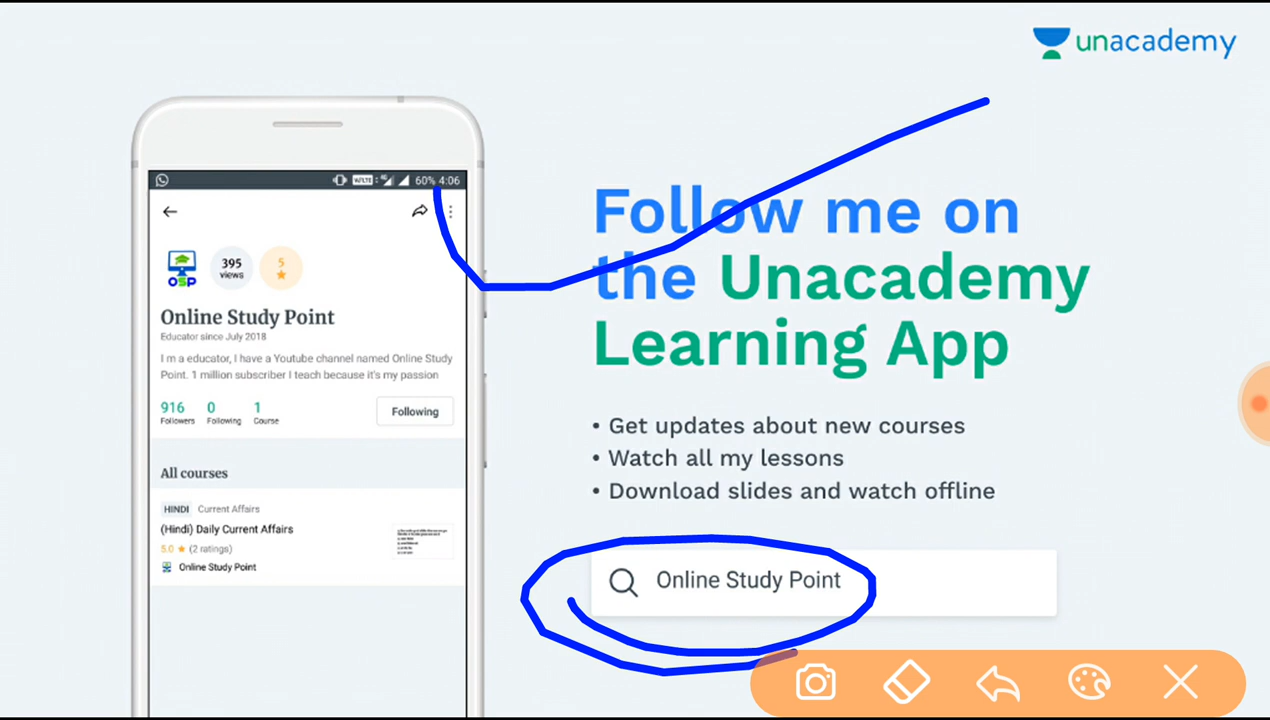 unacademy
60% 4:06
395
views
5
OSP
Online Study Point
Educator since July 2018
I m a educator, I have a Youtube channel named Online Study
Point. 1 million subscriber I teach because it's my passion
916 0 1
Followers Following Course
Following
All courses
HINDI Current Affairs
(Hindi) Daily Current Affairs
5.0 ★ (2 ratings)
Online Study Point
Follow me on
the Unacademy
Learning App
• Get updates about new courses
• Watch all my lessons
• Download slides and watch offline
Online Study Point